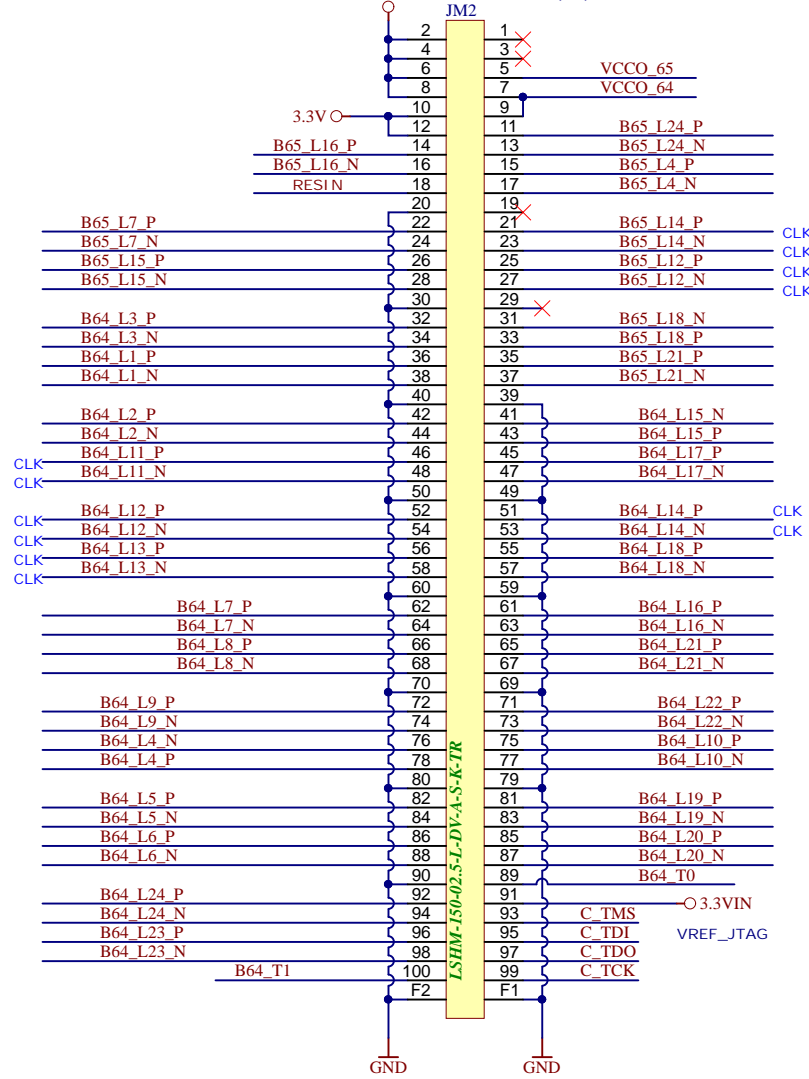 JM2
2 1
4 3
6 5 VCCO_65
8 7 VCCO_64
3.3V 10 9
12 11 B65_L24_P
B65_L16_P 14 13 B65_L24_N
B65_L16_N 16 15 B65_L4_P
RESIN 18 17 B65_L4_N
20 19
B65_L7_P 22 21 B65_L14_P CLK
B65_L7_N 24 23 B65_L14_N CLK
B65_L15_P 26 25 B65_L12_P CLK
B65_L15_N 28 27 B65_L12_N CLK
30 29
B64_L3_P 32 31 B65_L18_N
B64_L3_N 34 33 B65_L18_P
B64_L1_P 36 35 B65_L21_P
B64_L1_N 38 37 B65_L21_N
40 39
B64_L2_P 42 41 B64_L15_N
B64_L2_N 44 43 B64_L15_P
CLK B64_L11_P 46 45 B64_L17_P
CLK B64_L11_N 48 47 B64_L17_N
50 49
CLK B64_L12_P 52 51 B64_L14_P CLK
CLK B64_L12_N 54 53 B64_L14_N CLK
CLK B64_L13_P 56 55 B64_L18_P
CLK B64_L13_N 58 57 B64_L18_N
60 59
B64_L7_P 62 61 B64_L16_P
B64_L7_N 64 63 B64_L16_N
B64_L8_P 66 65 B64_L21_P
B64_L8_N 68 67 B64_L21_N
70 69
B64_L9_P 72 71 B64_L22_P
B64_L9_N 74 73 B64_L22_N
B64_L4_N 76 75 B64_L10_P
B64_L4_P 78 77 B64_L10_N
80 79
B64_L5_P 82 81 B64_L19_P
B64_L5_N 84 83 B64_L19_N
B64_L6_P 86 85 B64_L20_P
B64_L6_N 88 87 B64_L20_N
90 89 B64_T0
B64_L24_P 92 91 3.3VIN
B64_L24_N 94 93 C_TMS
B64_L23_P 96 95 C_TDI VREF_JTAG
B64_L23_N 98 97 C_TDO
B64_T1 100 99 C_TCK
F2 F1
LSHM-150-02.5-L-DV-A-S-K-TR
GND GND